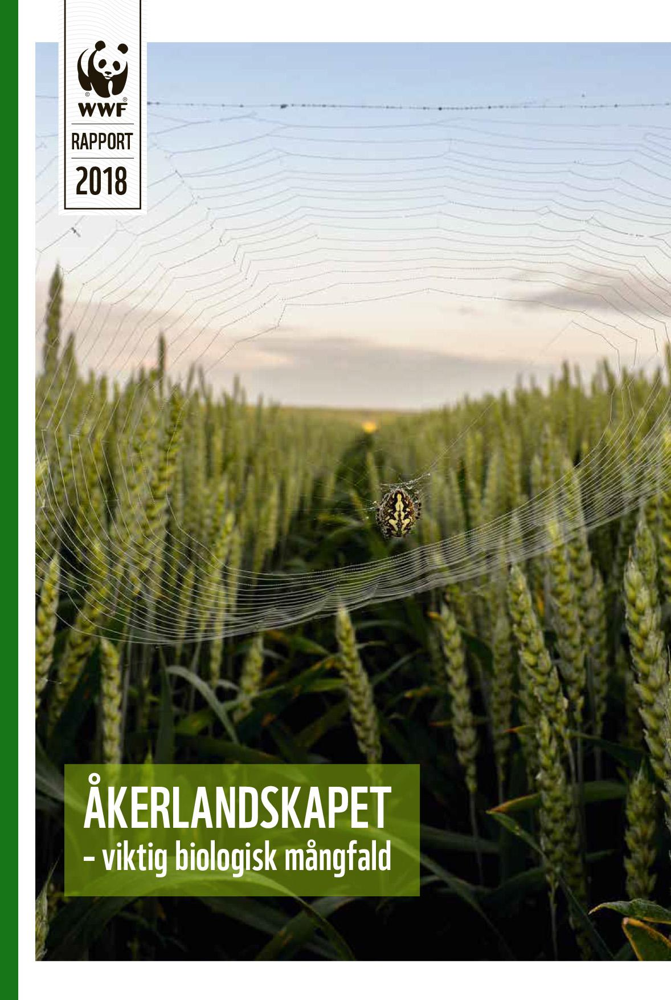 WWF
RAPPORT
2018
ÅKERLANDSKAPET
– viktig biologisk mångfald